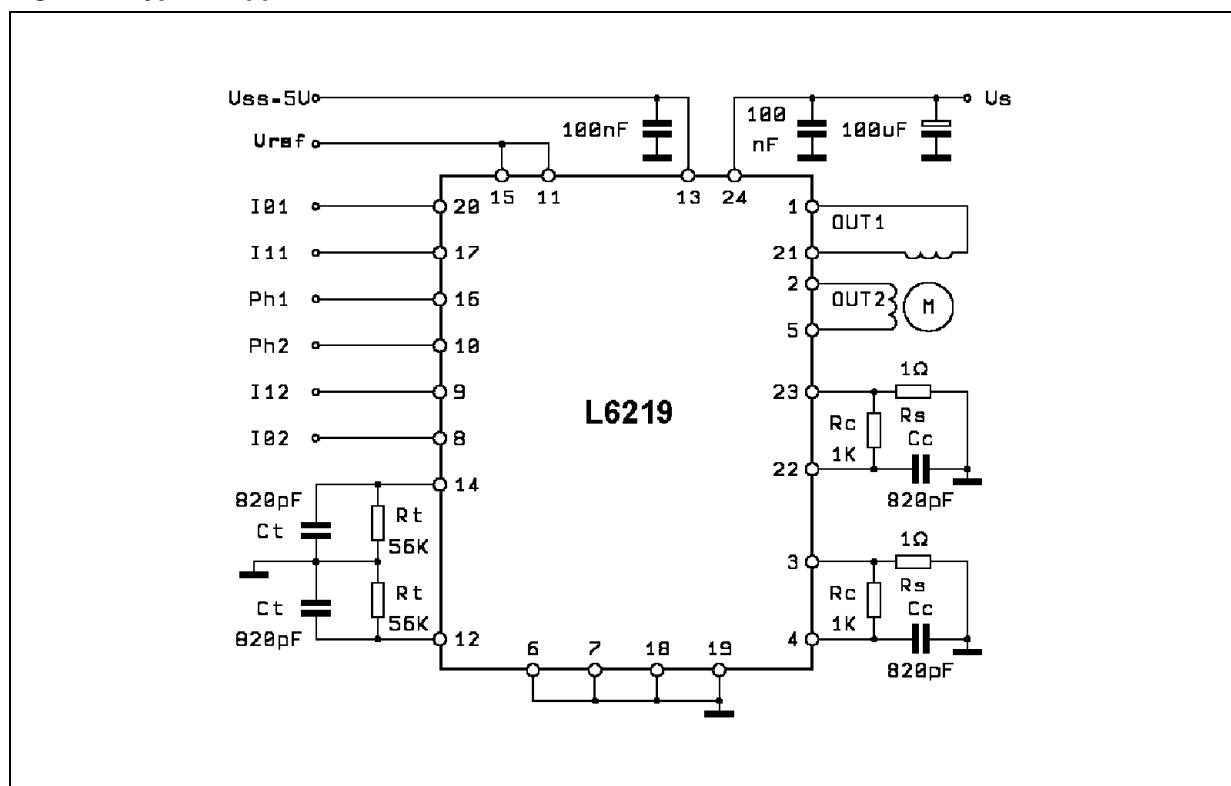 Uss=5V
100nF
100
nF
100uF
Us
Vref
15
11
13
24
I01
20
1
OUT1
I11
17
21
Ph1
16
2
OUT2
M
5
Ph2
10
I12
9
23
1Ω
Rs
L6219
I02
8
Rc
1K
Cc
22
820pF
14
820pF
Ct
Rt
56K
3
1Ω
Rs
Ct
Rt
56K
Rc
1K
Cc
820pF
12
4
820pF
6
7
18
19